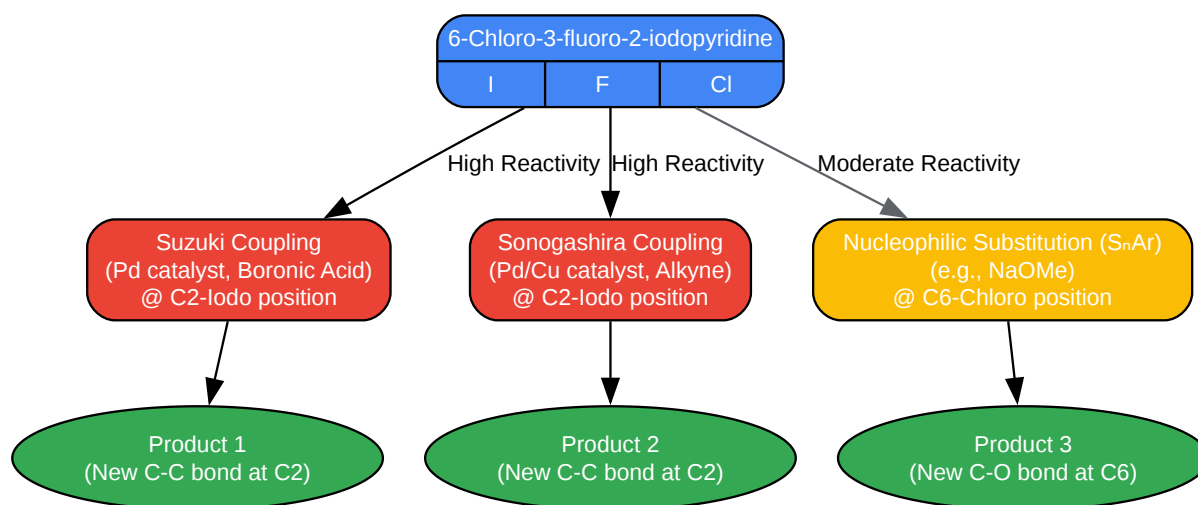 6-Chloro-3-fluoro-2-iodopyridine
I
F
Cl
High Reactivity
High Reactivity
Moderate Reactivity
Suzuki Coupling
(Pd catalyst, Boronic Acid)
@ C2-Iodo position
Sonogashira Coupling
(Pd/Cu catalyst, Alkyne)
@ C2-Iodo position
Nucleophilic Substitution (SₙAr)
(e.g., NaOMe)
@ C6-Chloro position
Product 1
(New C-C bond at C2)
Product 2
(New C-C bond at C2)
Product 3
(New C-O bond at C6)